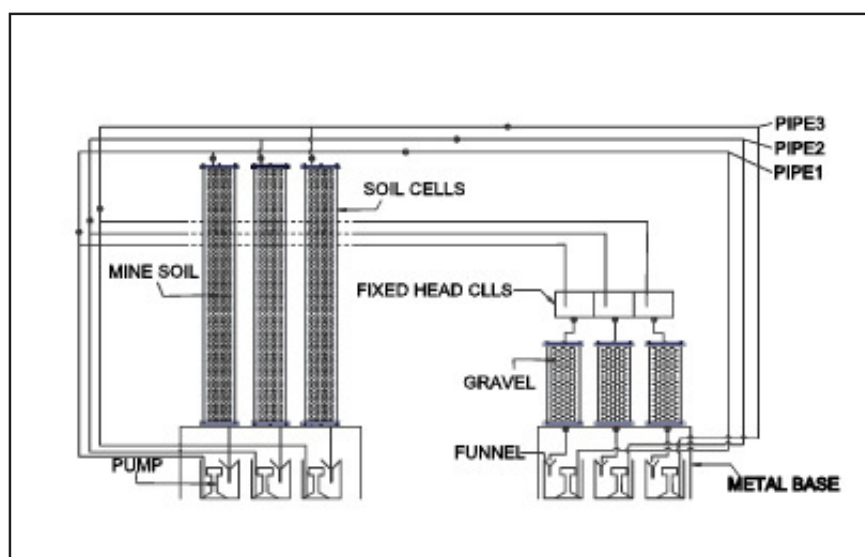 PIPE3
PIPE2
PIPE1
SOIL CELLS
MINE SOIL
FIXED HEAD CLLS
GRAVEL
FUNNEL
PUMP
METAL BASE